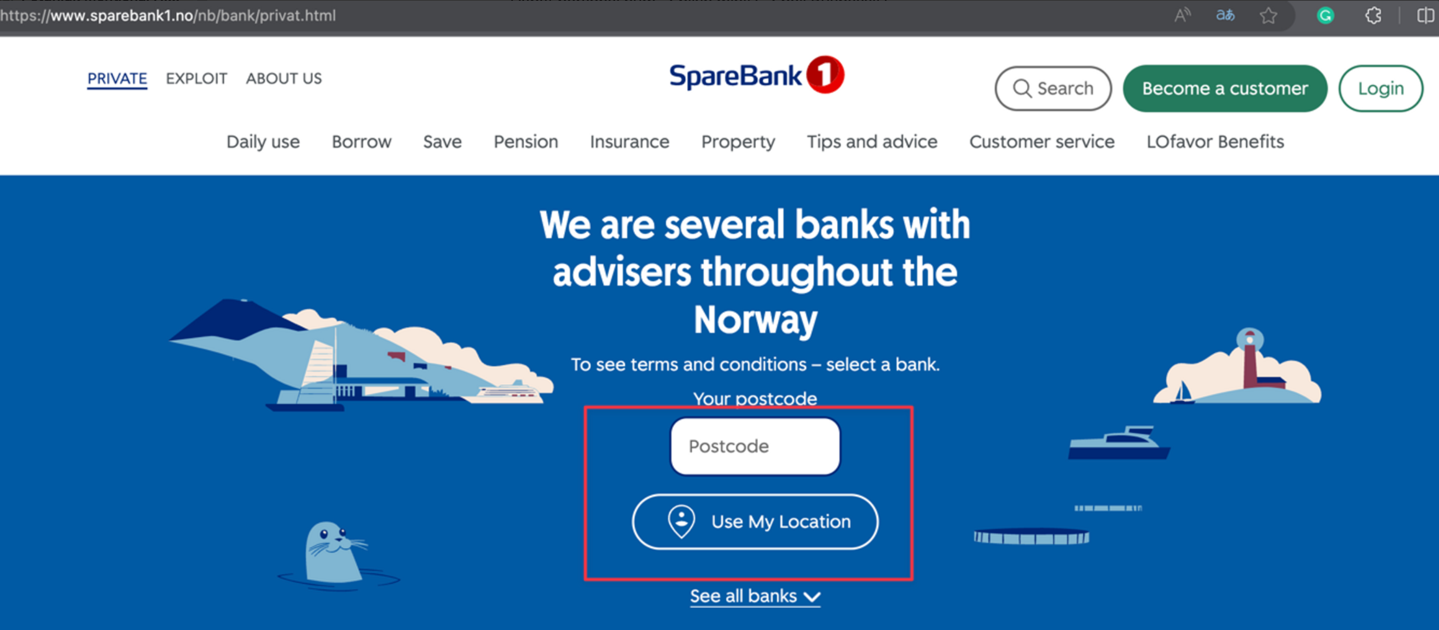 https://www.sparebank1.no/nb/bank/privat.html
PRIVATE EXPLOIT ABOUT US
SpareBank 1
Search
Become a customer
Login
Daily use Borrow Save Pension Insurance Property Tips and advice Customer service LOfavor Benefits
We are several banks with
advisers throughout the
Norway
To see terms and conditions – select a bank.
Your postcode
Postcode
Use My Location
See all banks